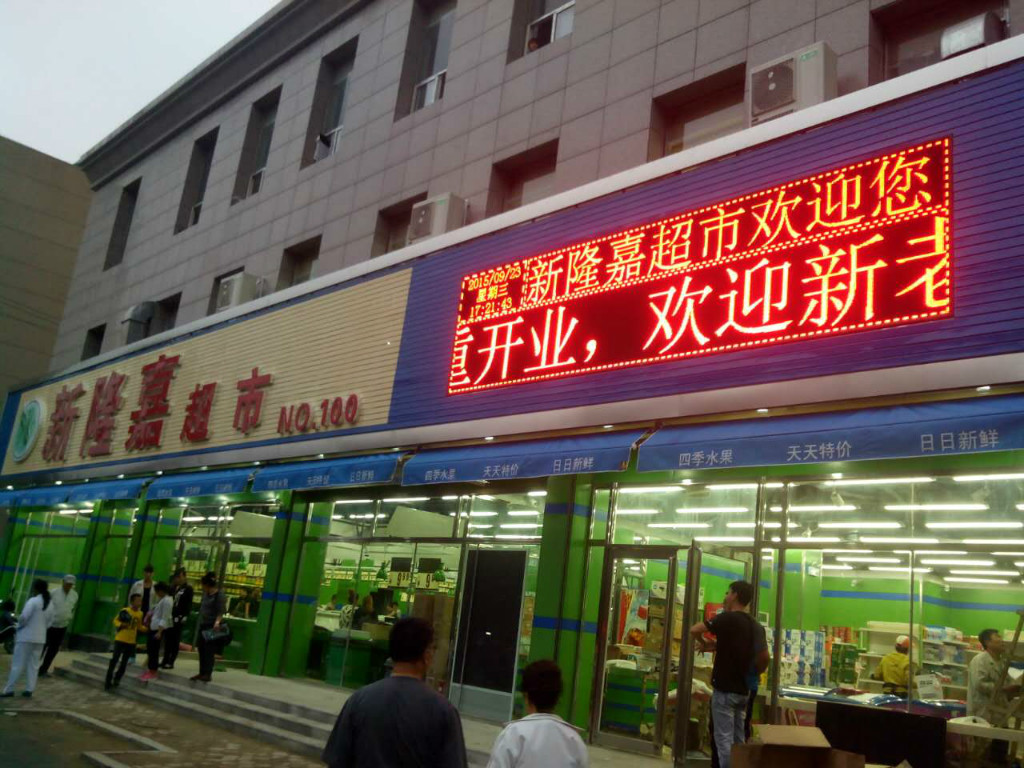 新隆嘉超市欢迎您
2015/09/23
星期三
17:21:43
开业，欢迎新老
新隆嘉超市 NO.100
四季水果 天天特价 日日新鲜
四季水果 天天特价 日日新鲜